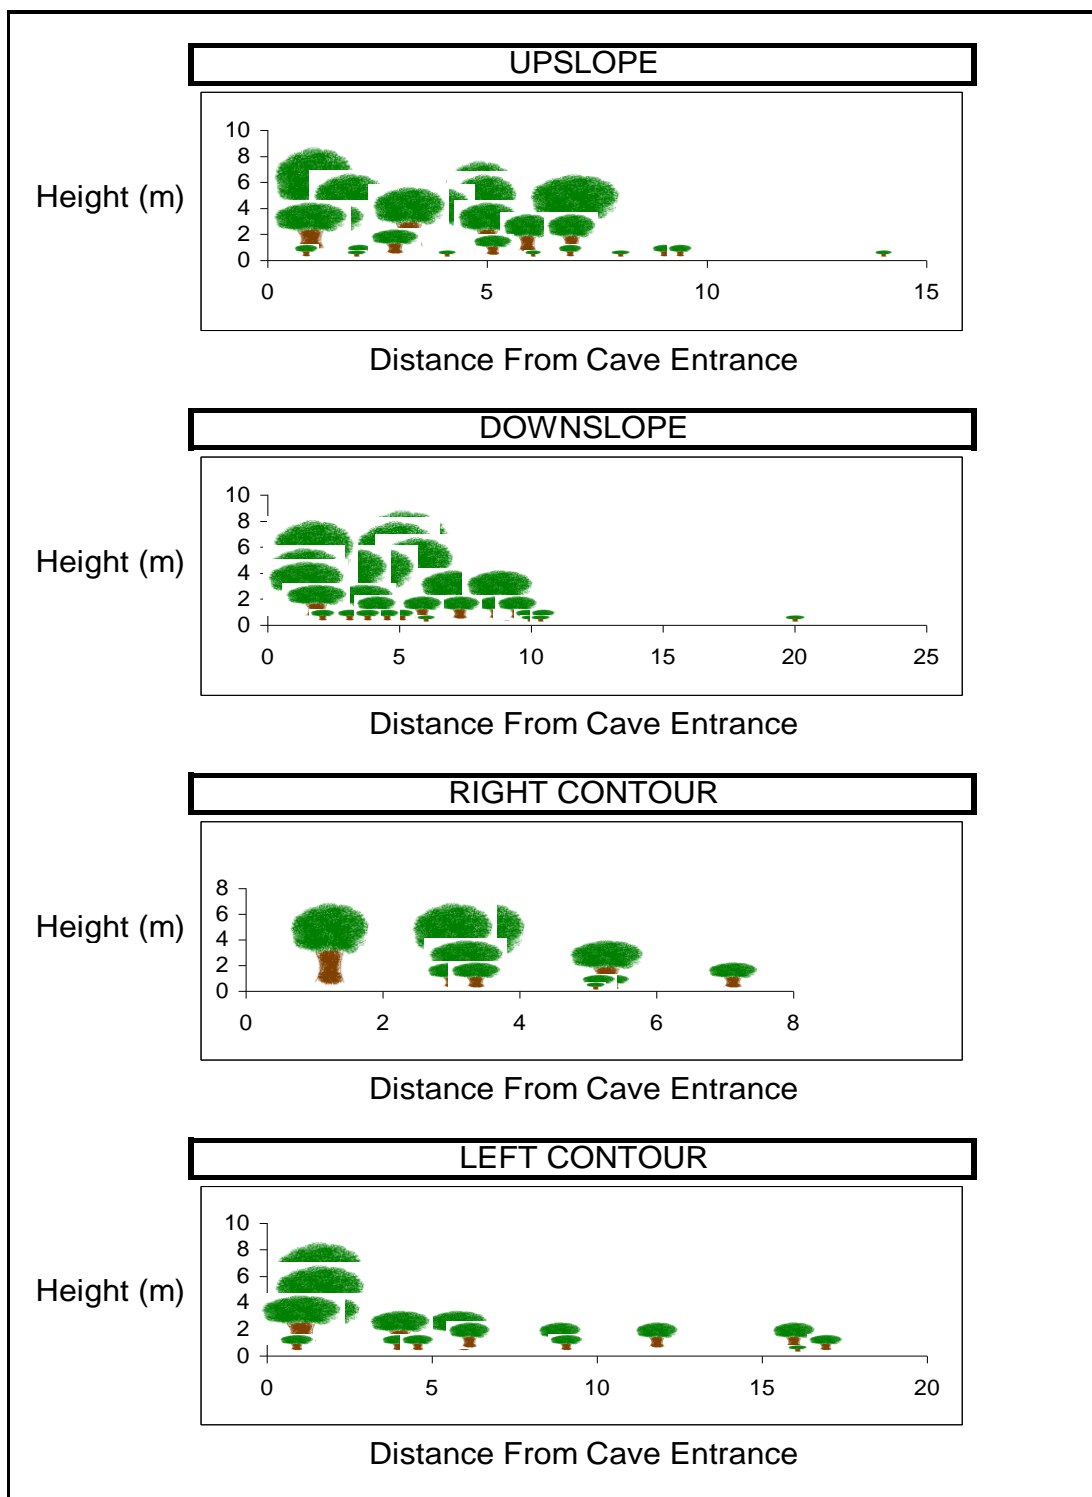 UPSLOPE
10
8
6
4
2
0
Height (m)
0 5 10 15
Distance From Cave Entrance
DOWNSLOPE
10
8
6
4
2
0
Height (m)
0 5 10 15 20 25
Distance From Cave Entrance
RIGHT CONTOUR
8
6
4
2
0
Height (m)
0 2 4 6 8
Distance From Cave Entrance
LEFT CONTOUR
10
8
6
4
2
0
Height (m)
0 5 10 15 20
Distance From Cave Entrance